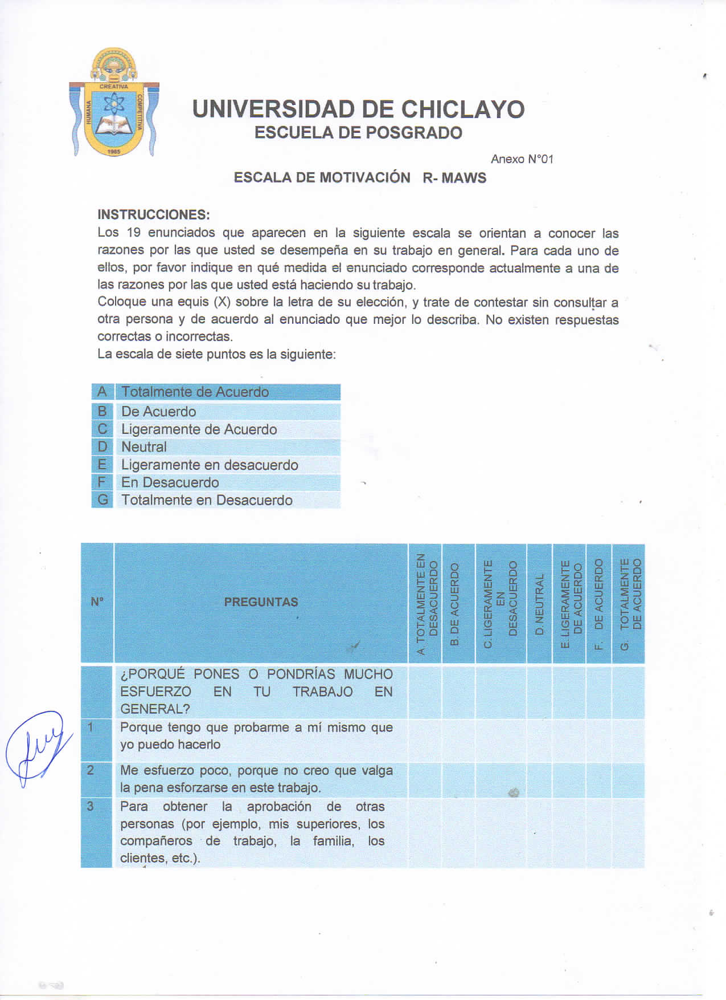 CREATIVA
HUMANA
COMPETITIVA
1985
UNIVERSIDAD DE CHICLAYO
ESCUELA DE POSGRADO
Anexo N°01
ESCALA DE MOTIVACIÓN R- MAWS
INSTRUCCIONES:
Los 19 enunciados que aparecen en la siguiente escala se orientan a conocer las
razones por las que usted se desempeña en su trabajo en general. Para cada uno de
ellos, por favor indique en qué medida el enunciado corresponde actualmente a una de
las razones por las que usted está haciendo su trabajo.
Coloque una equis (X) sobre la letra de su elección, y trate de contestar sin consultar a
otra persona y de acuerdo al enunciado que mejor lo describa. No existen respuestas
correctas o incorrectas.
La escala de siete puntos es la siguiente:
A Totalmente de Acuerdo
B De Acuerdo
C Ligeramente de Acuerdo
D Neutral
E Ligeramente en desacuerdo
F En Desacuerdo
G Totalmente en Desacuerdo
N°
PREGUNTAS
A. TOTALMENTE EN
DESACUERDO
B. DE ACUERDO
C. LIGERAMENTE
EN
DESACUERDO
D. NEUTRAL
E. LIGERAMENTE
DE ACUERDO
F. DE ACUERDO
G. TOTALMENTE
DE ACUERDO
¿PORQUÉ PONES O PONDRÍAS MUCHO
ESFUERZO EN TU TRABAJO EN
GENERAL?
1 Porque tengo que probarme a mí mismo que
yo puedo hacerlo
2 Me esfuerzo poco, porque no creo que valga
la pena esforzarse en este trabajo.
3 Para obtener la aprobación de otras
personas (por ejemplo, mis superiores, los
compañeros de trabajo, la familia, los
clientes, etc.).